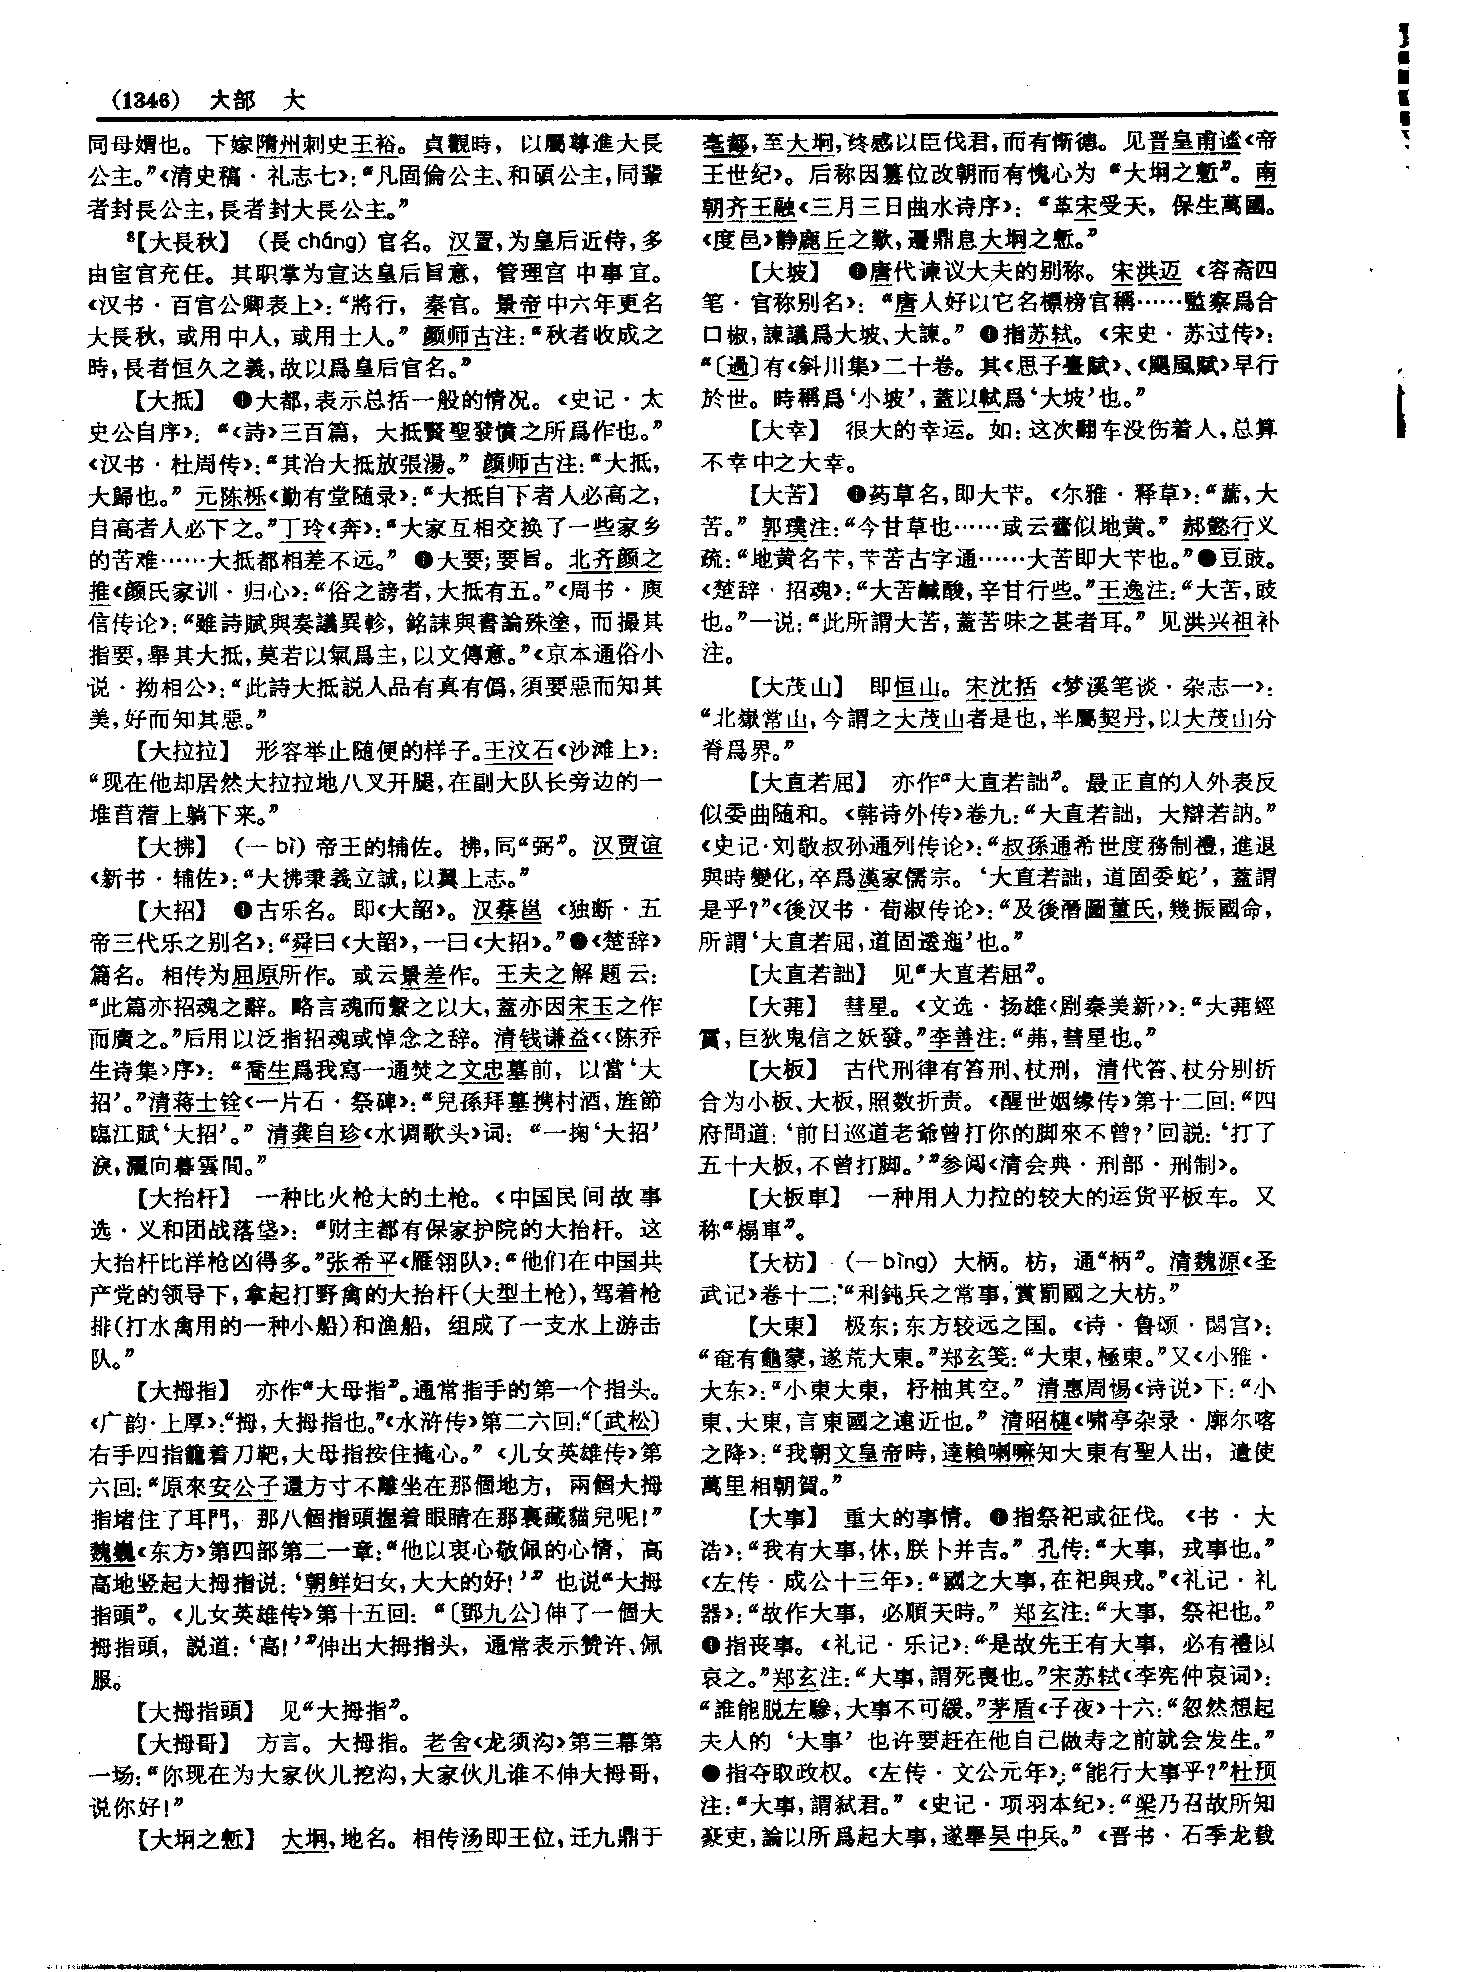 (1346) 大部 大
同母媦也。下嫁隋州刺史王裕。貞觀時，以屬尊進大長
公主。”《清史稿·礼志七》：“凡固倫公主、和碩公主，同輩
者封長公主，長者封大長公主。”
⁸【大長秋】 （長 cháng）官名。汉置，为皇后近侍，多
由宦官充任。其职掌为宣达皇后旨意，管理宫中事宜。
《汉书·百官公卿表上》：“將行，秦官。景帝中六年更名
大長秋，或用中人，或用士人。”颜师古注：“秋者收成之
時，長者恒久之義，故以爲皇后官名。”
【大抵】 ❶大都，表示总括一般的情况。《史记·太
史公自序》：“《詩》三百篇，大抵賢聖發憤之所爲作也。”
《汉书·杜周传》：“其治大抵放張湯。”颜师古注：“大抵，
大歸也。”元陈栎《勤有堂随录》：“大抵自下者人必高之，
自高者人必下之。”丁玲《奔》：“大家互相交换了一些家乡
的苦难……大抵都相差不远。”❷大要；要旨。北齐颜之
推《颜氏家训·归心》：“俗之謗者，大抵有五。”《周书·庾
信传论》：“雖詩賦與奏議異軫，銘誄與書論殊塗，而撮其
指要，舉其大抵，莫若以氣爲主，以文傳意。”《京本通俗小
说·拗相公》：“此詩大抵説人品有真有僞，須要惡而知其
美，好而知其惡。”
【大拉拉】 形容举止随便的样子。王汶石《沙滩上》：
“现在他却居然大拉拉地八叉开腿，在副大队长旁边的一
堆苜蓿上躺下来。”
【大拂】 （一 bì）帝王的辅佐。拂，同“弼”。汉贾谊
《新书·辅佐》：“大拂秉義立誠，以翼上志。”
【大招】 ❶古乐名。即《大韶》。汉蔡邕《独断·五
帝三代乐之别名》：“舜曰《大韶》，一曰《大招》。”❷《楚辞》
篇名。相传为屈原所作。或云景差作。王夫之解题云：
“此篇亦招魂之辭。略言魂而繫之以大，蓋亦因宋玉之作
而廣之。”后用以泛指招魂或悼念之辞。清钱谦益《〈陈乔
生诗集〉序》：“喬生爲我寫一通焚之文忠墓前，以當‘大
招’。”清蒋士铨《一片石·祭碑》：“兒孫拜墓携村酒，旌節
臨江賦‘大招’。”清龚自珍《水调歌头》词：“一掬‘大招’
淚，灑向暮雲間。”
【大抬杆】 一种比火枪大的土枪。《中国民间故事
选·义和团战落垡》：“财主都有保家护院的大抬杆。这
大抬杆比洋枪凶得多。”张希平《雁翎队》：“他们在中国共
产党的领导下，拿起打野禽的大抬杆（大型土枪），驾着枪
排（打水禽用的一种小船）和渔船，组成了一支水上游击
队。”
【大拇指】 亦作“大母指”。通常指手的第一个指头。
《广韵·上厚》：“拇，大拇指也。”《水浒传》第二六回：“〔武松〕
右手四指籠着刀靶，大母指按住掩心。”《儿女英雄传》第
六回：“原來安公子還方寸不離坐在那個地方，兩個大拇
指堵住了耳門，那八個指頭握着眼睛在那裏藏貓兒呢！”
魏巍《东方》第四部第二一章：“他以衷心敬佩的心情，高
高地竖起大拇指说：‘朝鲜妇女，大大的好！’”也说“大拇
指頭”。《儿女英雄传》第十五回：“〔鄧九公〕伸了一個大
拇指頭，説道：‘高！’”伸出大拇指头，通常表示赞许、佩
服。
【大拇指頭】 见“大拇指”。
【大拇哥】 方言。大拇指。老舍《龙须沟》第三幕第
一场：“你现在为大家伙儿挖沟，大家伙儿谁不伸大拇哥，
说你好！”
【大坰之慙】 大坰，地名。相传汤即王位，迁九鼎于
亳都，至大坰，终感以臣伐君，而有惭德。见晋皇甫谧《帝
王世纪》。后称因篡位改朝而有愧心为“大坰之慙”。南
朝齐王融《三月三日曲水诗序》：“革宋受天，保生萬國。
《度邑》静鹿丘之歎，遷鼎息大坰之慙。”
【大坡】 ❶唐代谏议大夫的别称。宋洪迈《容斋四
笔·官称别名》：“唐人好以它名標榜官稱……監察爲合
口椒，諫議爲大坡、大諫。”❷指苏轼。《宋史·苏过传》：
“〔過〕有《斜川集》二十卷。其《思子臺賦》、《颶風賦》早行
於世。時稱爲‘小坡’，蓋以軾爲‘大坡’也。”
【大幸】 很大的幸运。如：这次翻车没伤着人，总算
不幸中之大幸。
【大苦】 ❶药草名，即大苄。《尔雅·释草》：“蘦，大
苦。”郭璞注：“今甘草也……或云蘦似地黄。”郝懿行义
疏：“地黄名苄，苄苦古字通……大苦即大苄也。”❷豆豉。
《楚辞·招魂》：“大苦鹹酸，辛甘行些。”王逸注：“大苦，豉
也。”一说：“此所謂大苦，蓋苦味之甚者耳。”见洪兴祖补
注。
【大茂山】 即恒山。宋沈括《梦溪笔谈·杂志一》：
“北嶽常山，今謂之大茂山者是也，半屬契丹，以大茂山分
脊爲界。”
【大直若屈】 亦作“大直若詘”。最正直的人外表反
似委曲随和。《韩诗外传》卷九：“大直若詘，大辯若訥。”
《史记·刘敬叔孙通列传论》：“叔孫通希世度務制禮，進退
與時變化，卒爲漢家儒宗。‘大直若詘，道固委蛇’，蓋謂
是乎？”《後汉书·荀淑传论》：“及後潛圖董氏，幾振國命，
所謂‘大直若屈，道固逶迤’也。”
【大直若詘】 见“大直若屈”。
【大茀】 彗星。《文选·扬雄〈剧秦美新〉》：“大茀經
霣，巨狄鬼信之妖發。”李善注：“茀，彗星也。”
【大板】 古代刑律有笞刑、杖刑，清代笞、杖分别折
合为小板、大板，照数折责。《醒世姻缘传》第十二回：“四
府問道：‘前日巡道老爺曾打你的脚來不曾？’回説：‘打了
五十大板，不曾打脚。’”参阅《清会典·刑部·刑制》。
【大板車】 一种用人力拉的较大的运货平板车。又
称“榻車”。
【大枋】 （一 bǐng）大柄。枋，通“柄”。清魏源《圣
武记》卷十二：“利鈍兵之常事，賞罰國之大枋。”
【大東】 极东；东方较远之国。《诗·鲁颂·閟宫》：
“奄有龜蒙，遂荒大東。”郑玄笺：“大東，極東。”又《小雅·
大东》：“小東大東，杼柚其空。”清惠周惕《诗说》下：“小
東、大東，言東國之遠近也。”清昭槤《啸亭杂录·廓尔喀
之降》：“我朝文皇帝時，達賴喇嘛知大東有聖人出，遣使
萬里相朝賀。”
【大事】 重大的事情。❶指祭祀或征伐。《书·大
诰》：“我有大事，休，朕卜并吉。”孔传：“大事，戎事也。”
《左传·成公十三年》：“國之大事，在祀與戎。”《礼记·礼
器》：“故作大事，必順天時。”郑玄注：“大事，祭祀也。”
❷指丧事。《礼记·乐记》：“是故先王有大事，必有禮以
哀之。”郑玄注：“大事，謂死喪也。”宋苏轼《李宪仲哀词》：
“誰能脱左驂，大事不可緩。”茅盾《子夜》十六：“忽然想起
夫人的‘大事’也许要赶在他自己做寿之前就会发生。”
❸指夺取政权。《左传·文公元年》：“能行大事乎？”杜预
注：“大事，謂弑君。”《史记·项羽本纪》：“梁乃召故所知
豪吏，諭以所爲起大事，遂舉吴中兵。”《晋书·石季龙载